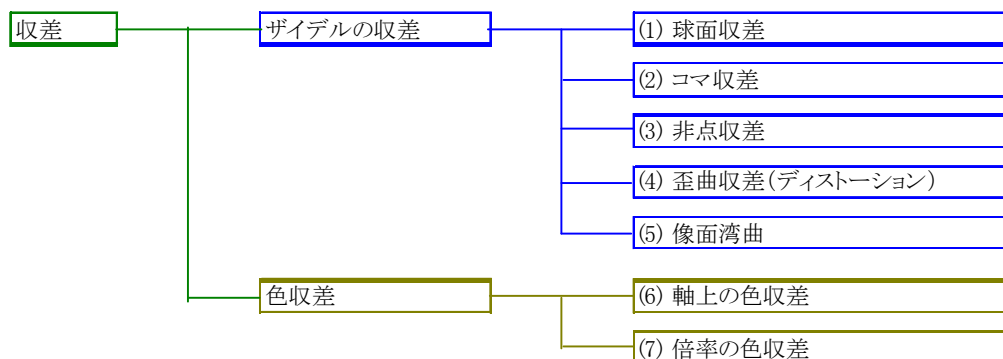 収差
ザイデルの収差
(1) 球面収差
(2) コマ収差
(3) 非点収差
(4) 歪曲収差(ディストーション)
(5) 像面湾曲
色収差
(6) 軸上の色収差
(7) 倍率の色収差